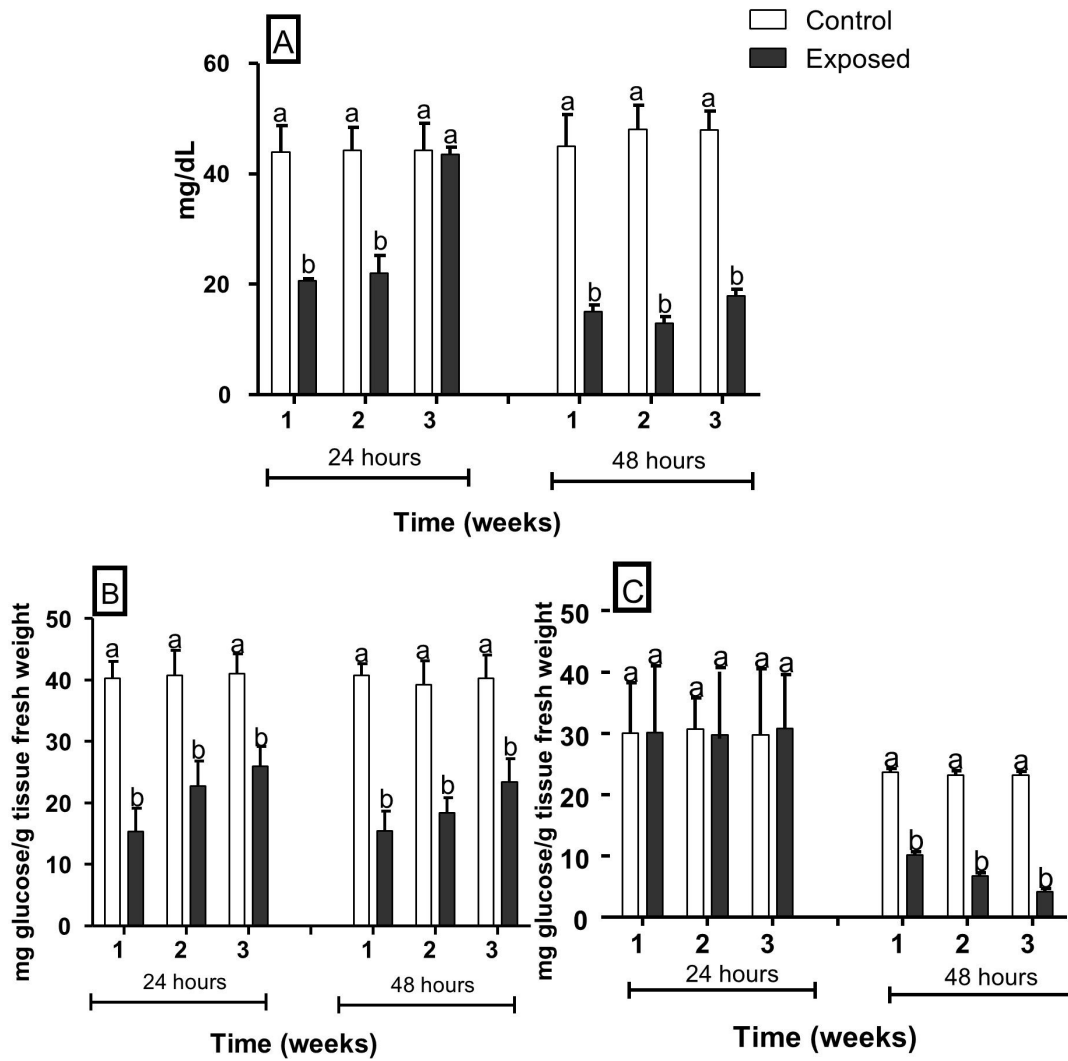 Control
Exposed
A
60
40
20
0
mg/dL
a a a a a a a
b b b b b
1 2 3 1 2 3
24 hours 48 hours
Time (weeks)
B
50
40
30
20
10
0
mg glucose/g tissue fresh weight
a a a a a a
b b b b b b
1 2 3 1 2 3
24 hours 48 hours
Time (weeks)
C
50
40
30
20
10
0
mg glucose/g tissue fresh weight
a a a a a a a a a
b b b
1 2 3 1 2 3
24 hours 48 hours
Time (weeks)